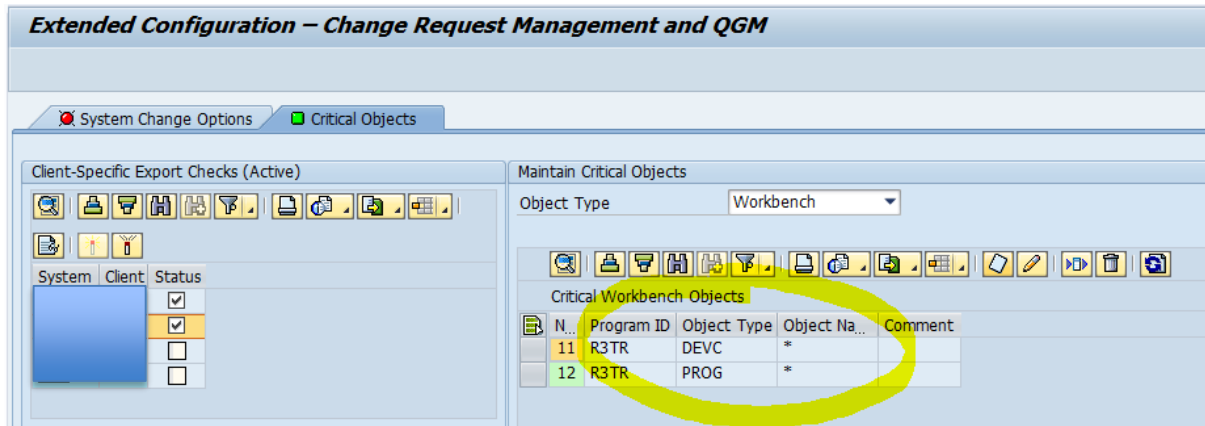 Extended Configuration – Change Request Management and QGM
System Change Options
Critical Objects
Client-Specific Export Checks (Active)
System Client Status
Maintain Critical Objects
Object Type Workbench
Critical Workbench Objects
N... Program ID Object Type Object Na... Comment
11 R3TR DEVC *
12 R3TR PROG *